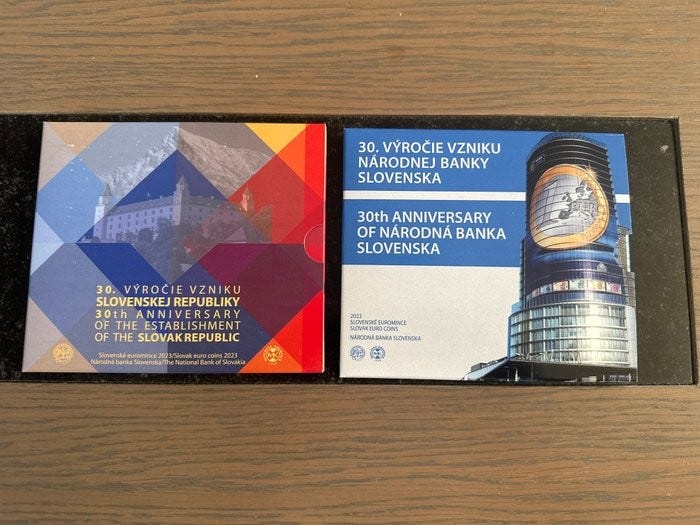 30. VÝROČIE VZNIKU
SLOVENSKEJ REPUBLIKY
30th ANNIVERSARY
OF THE ESTABLISHMENT
OF THE SLOVAK REPUBLIC
Slovenské euromince 2023/Slovak euro coins 2023
Národná banka Slovenska/The National Bank of Slovakia
MK
30. VÝROČIE VZNIKU
NÁRODNEJ BANKY
SLOVENSKA
30th ANNIVERSARY
OF NÁRODNÁ BANKA
SLOVENSKA
2023
SLOVENSKÉ EUROMINCE
SLOVAK EURO COINS
NÁRODNÁ BANKA SLOVENSKA